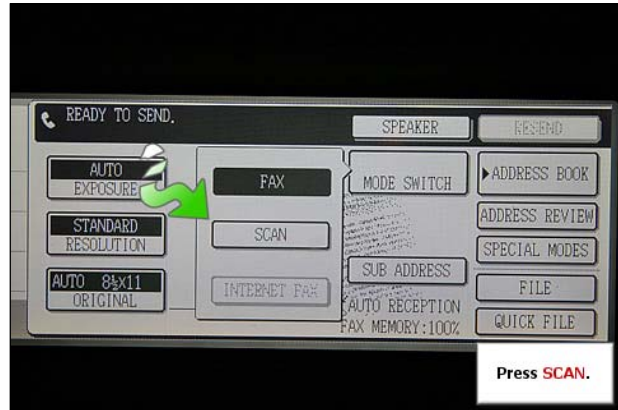 READY TO SEND.
SPEAKER
RESEND
AUTO
EXPOSURE
FAX
MODE SWITCH
ADDRESS BOOK
STANDARD
RESOLUTION
SCAN
ADDRESS REVIEW
SPECIAL MODES
AUTO 8½X11
ORIGINAL
INTERNET FAX
SUB ADDRESS
FILE
AUTO RECEPTION
FAX MEMORY:100%
QUICK FILE
Press SCAN.